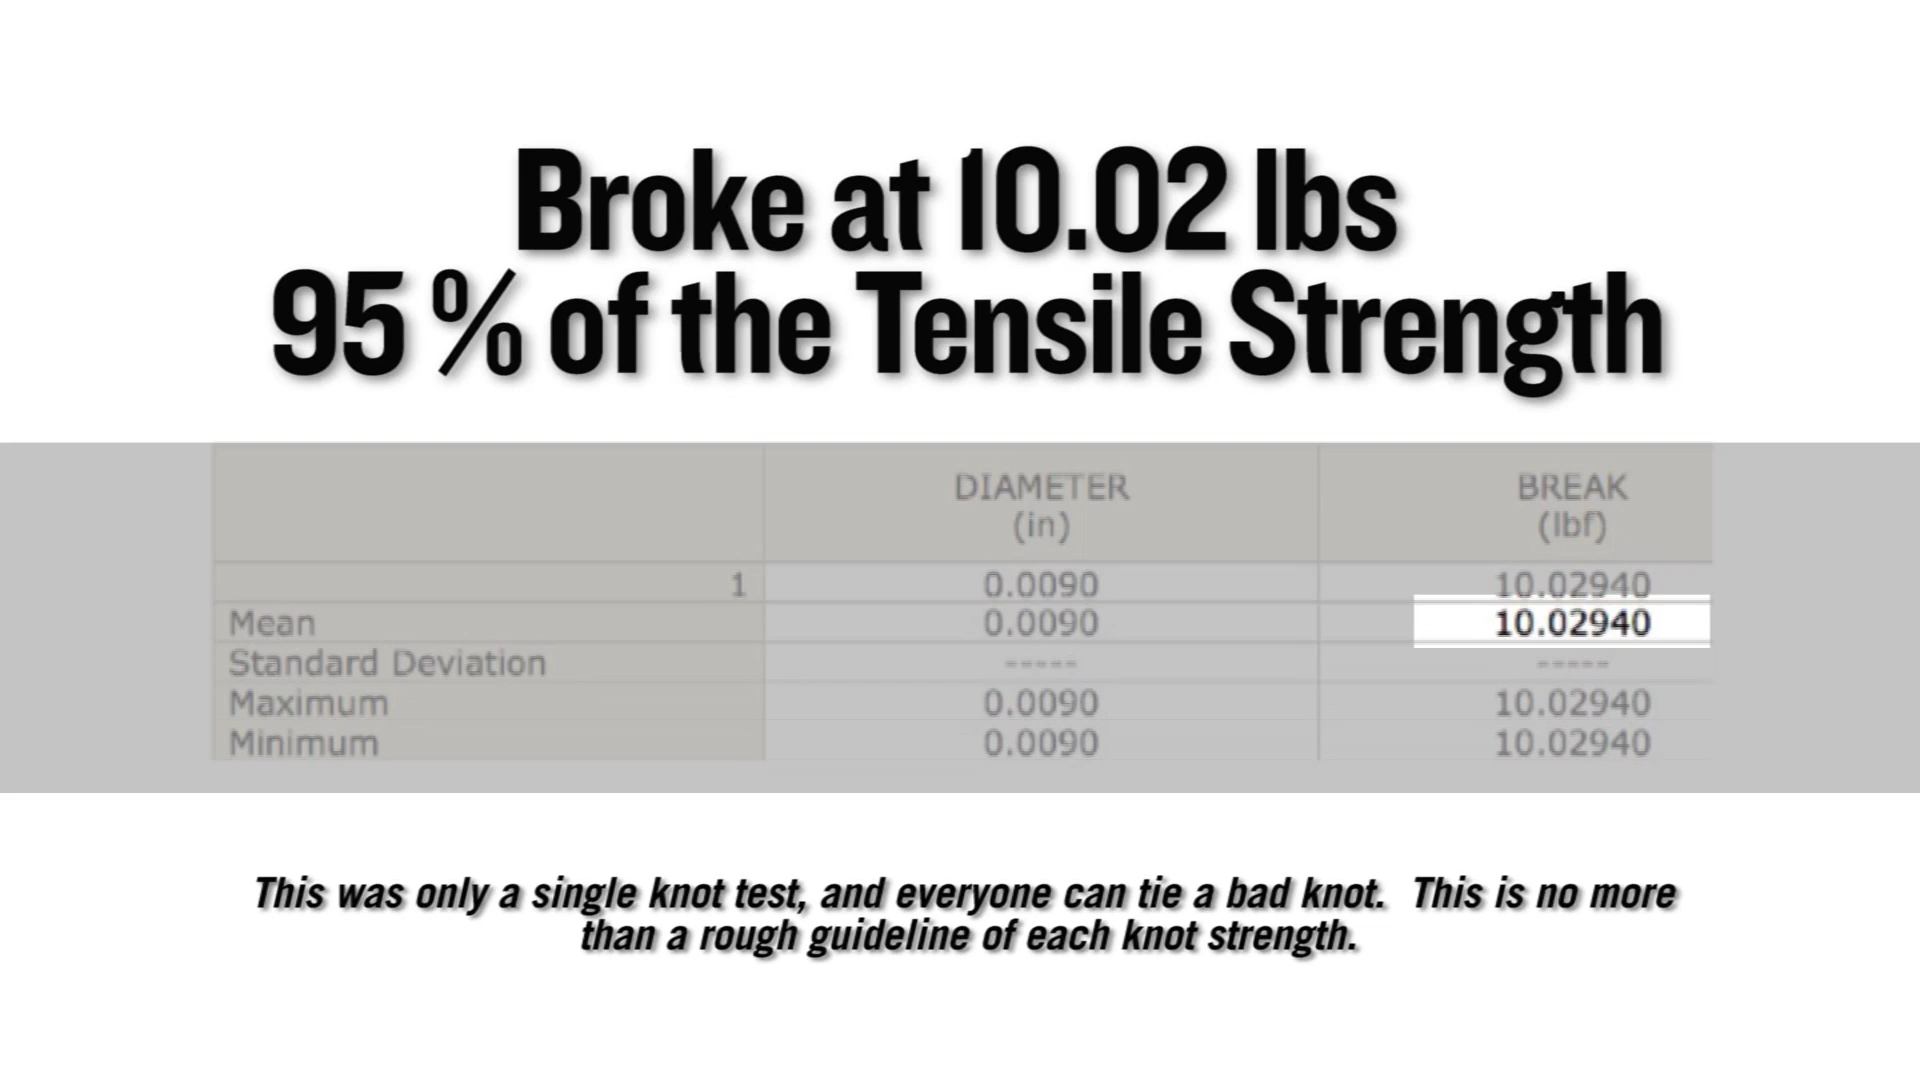 Broke at 10.02 lbs
95 % of the Tensile Strength
DIAMETER BREAK
(in) (lbf)
1 0.0090 10.02940
Mean 0.0090 10.02940
Standard Deviation ----- -----
Maximum 0.0090 10.02940
Minimum 0.0090 10.02940
This was only a single knot test, and everyone can tie a bad knot. This is no more
than a rough guideline of each knot strength.